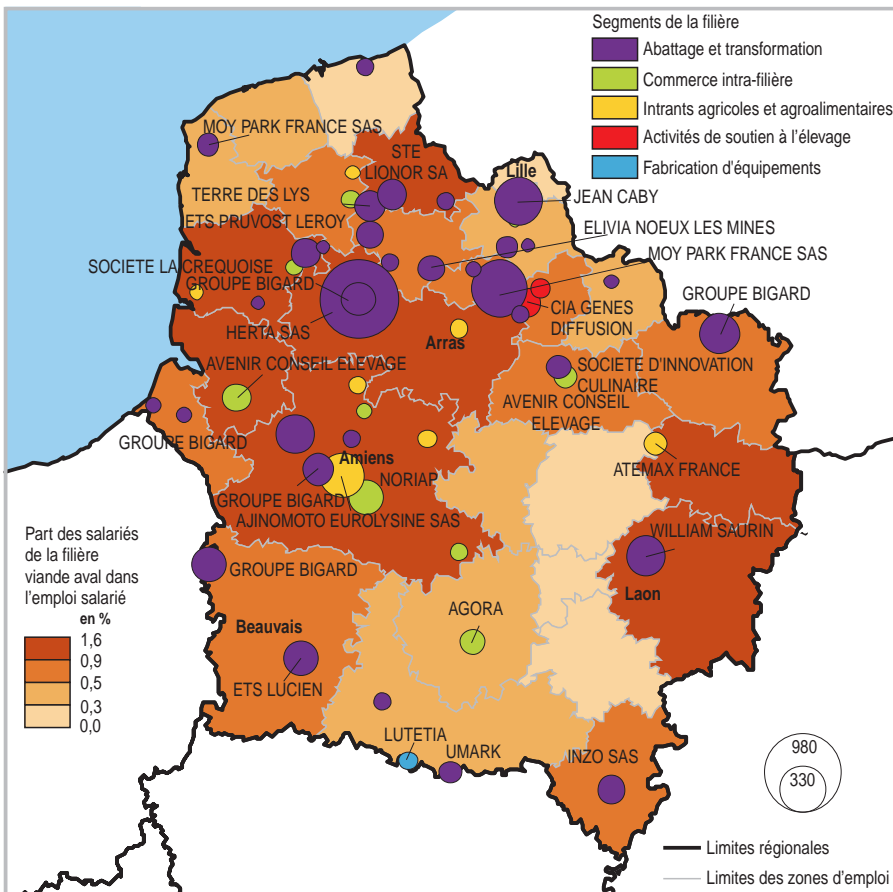 Segments de la filière
Abattage et transformation
Commerce intra-filière
Intrants agricoles et agroalimentaires
Activités de soutien à l'élevage
Fabrication d'équipements
MOY PARK FRANCE SAS
STE
LIONOR SA
Lille
TERRE DES LYS
JEAN CABY
ETS PRUVOST LEROY
ELIVIA NOEUX LES MINES
MOY PARK FRANCE SAS
SOCIETE LA CREQUOISE
GROUPE BIGARD
GROUPE BIGARD
HERTA SAS
CIA GENES
DIFFUSION
Arras
AVENIR CONSEIL ELEVAGE
SOCIETE D'INNOVATION
CULINAIRE
AVENIR CONSEIL
ELEVAGE
GROUPE BIGARD
Amiens
ATEMAX FRANCE
NORIAP
GROUPE BIGARD
AJINOMOTO EUROLYSINE SAS
WILLIAM SAURIN
Part des salariés
de la filière
viande aval dans
l'emploi salarié
en %
1,6
0,9
0,5
0,3
0,0
GROUPE BIGARD
Laon
AGORA
Beauvais
ETS LUCIEN
LUTETIA
UMARK
INZO SAS
980
330
Limites régionales
Limites des zones d'emploi